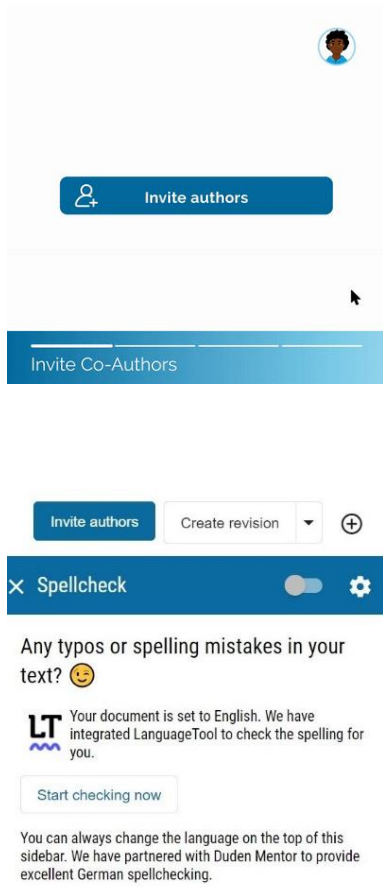 Invite authors
Invite Co-Authors
Invite authors
Create revision
Spellcheck
Any typos or spelling mistakes in your
text? 😉
LT
Your document is set to English. We have
integrated LanguageTool to check the spelling for
you.
Start checking now
You can always change the language on the top of this
sidebar. We have partnered with Duden Mentor to provide
excellent German spellchecking.